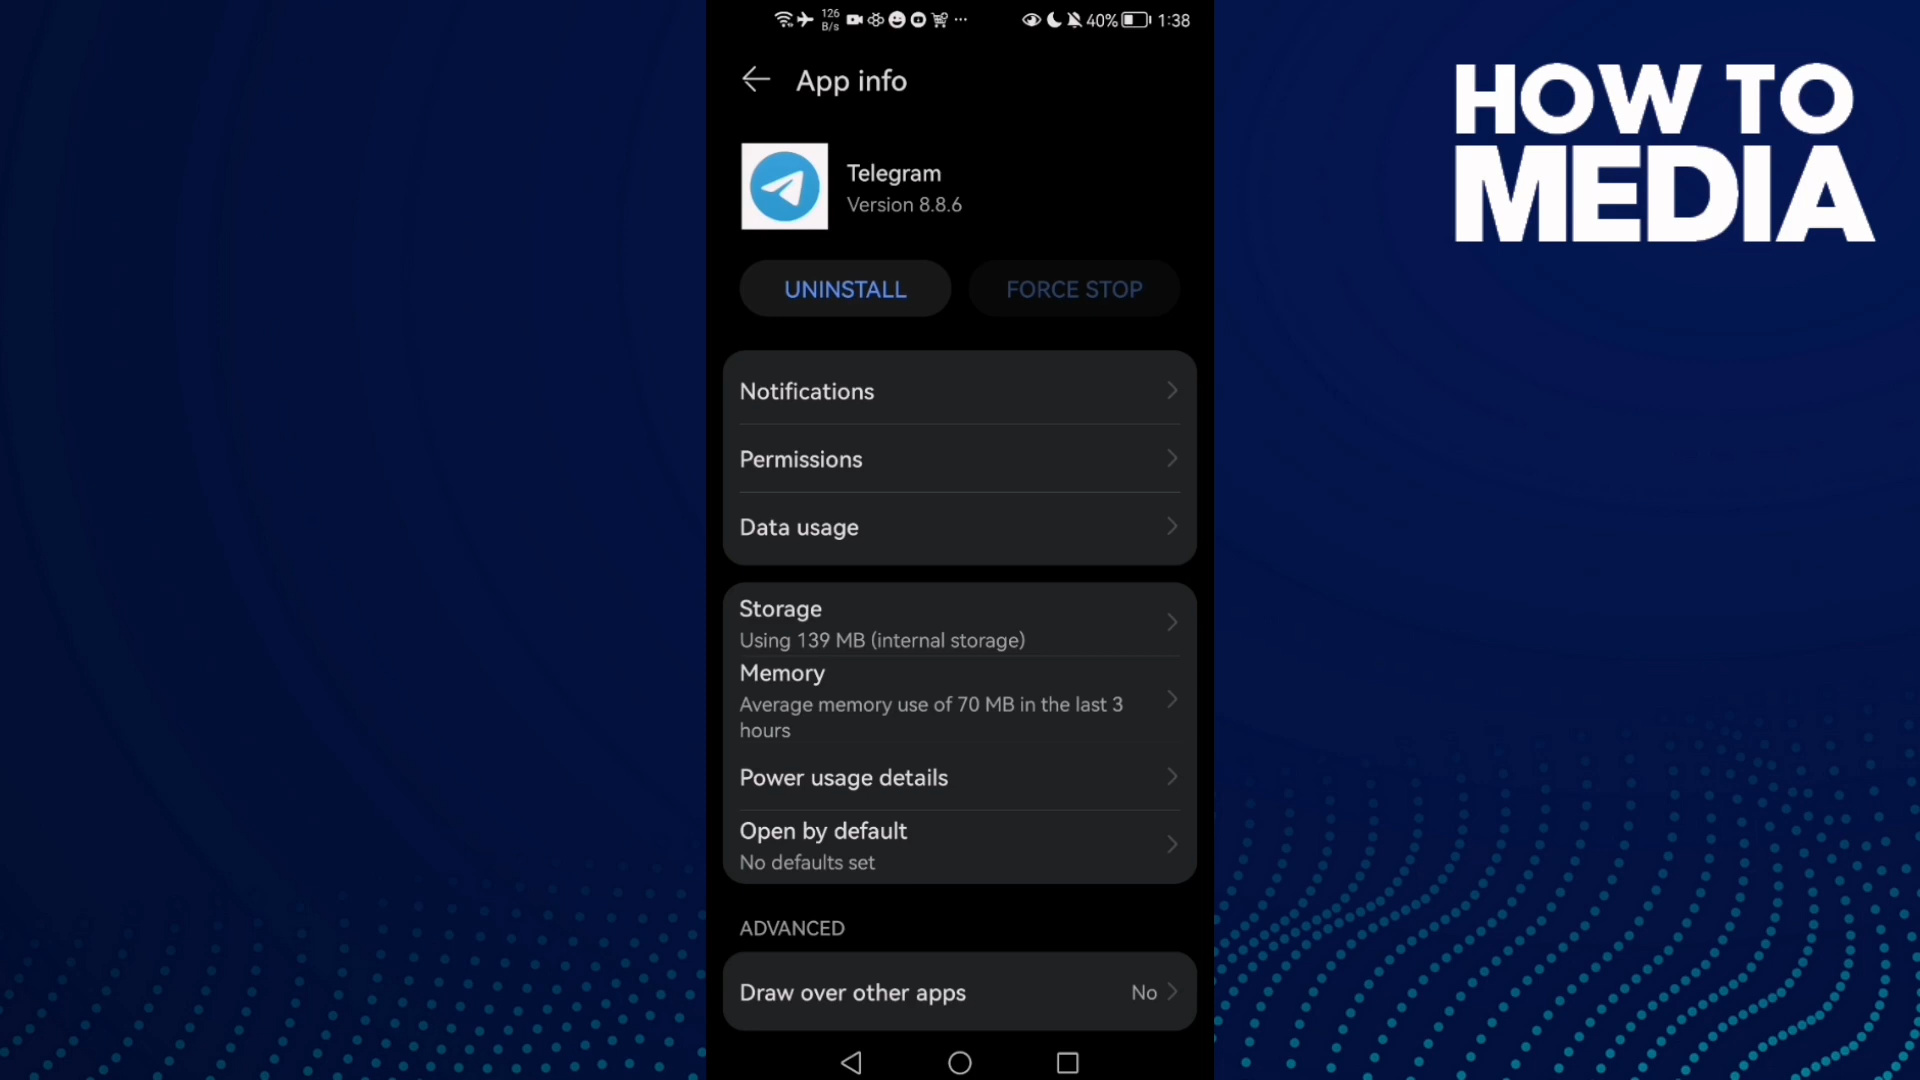 126
B/s
40%
1:38
App info
Telegram
Version 8.8.6
UNINSTALL
FORCE STOP
Notifications
Permissions
Data usage
Storage
Using 139 MB (internal storage)
Memory
Average memory use of 70 MB in the last 3
hours
Power usage details
Open by default
No defaults set
ADVANCED
Draw over other apps
No
HOW TO
MEDIA